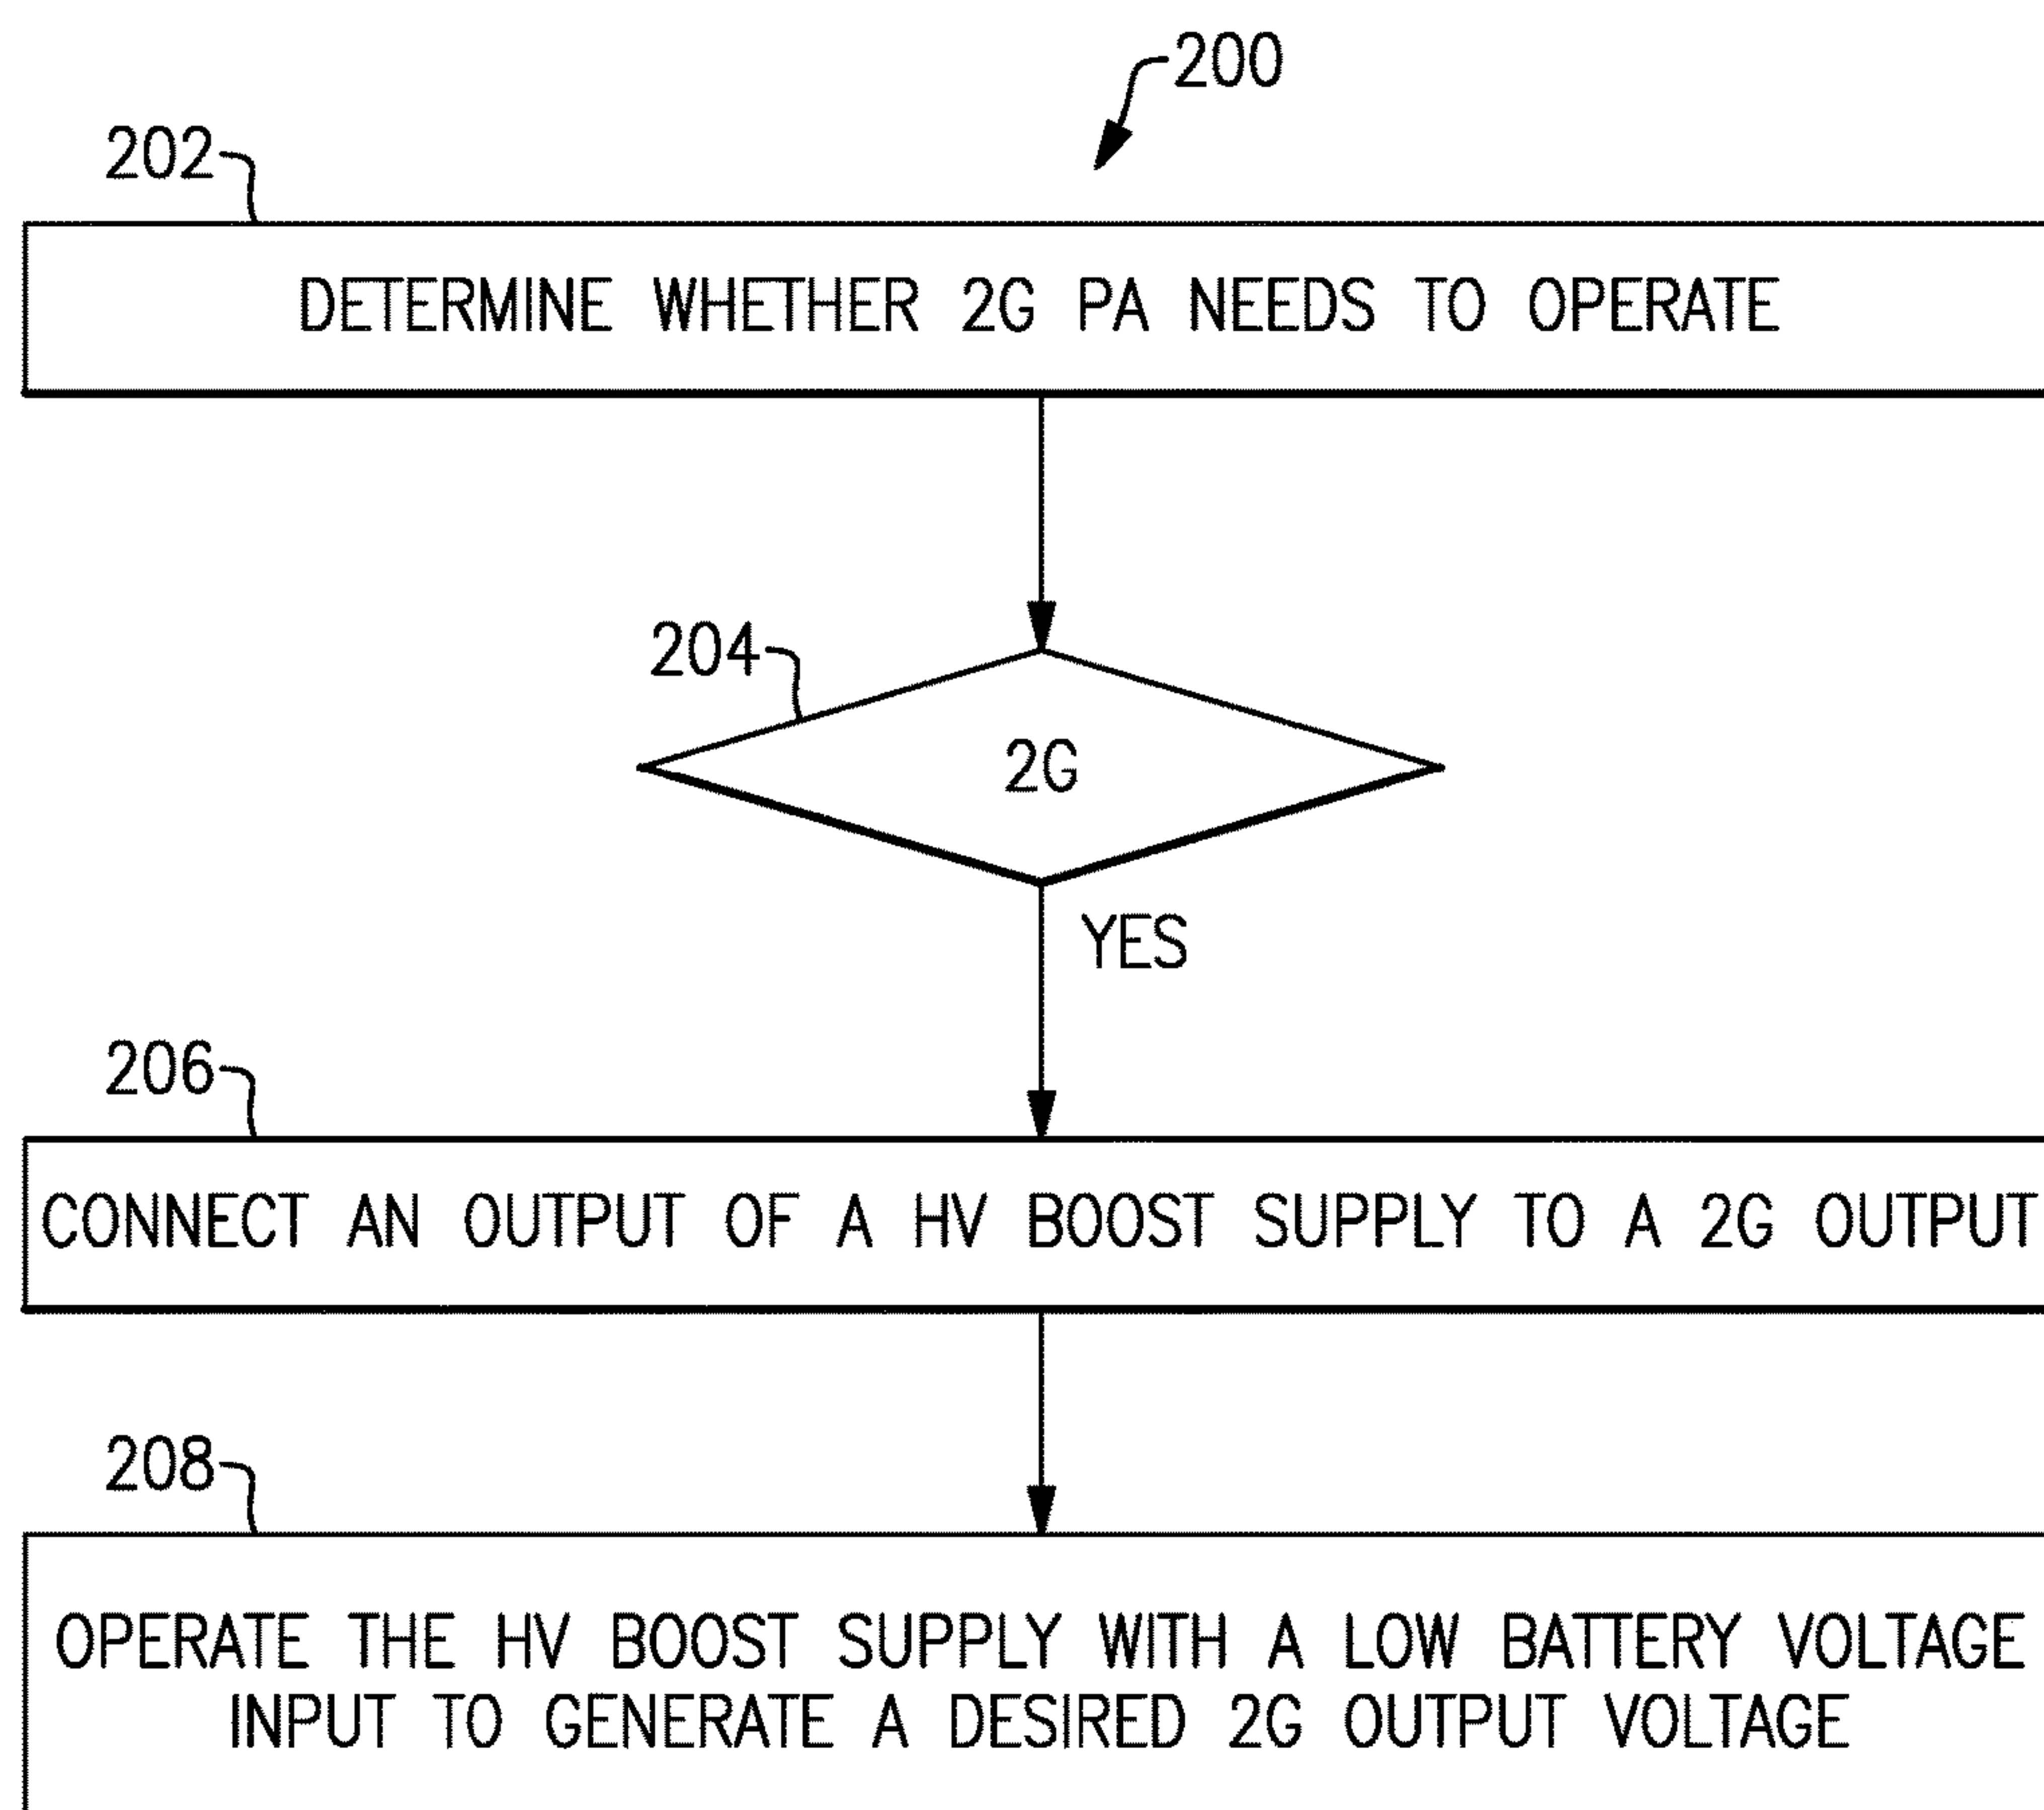 200
202
DETERMINE WHETHER 2G PA NEEDS TO OPERATE
204
2G
YES
206
CONNECT AN OUTPUT OF A HV BOOST SUPPLY TO A 2G OUTPUT
208
OPERATE THE HV BOOST SUPPLY WITH A LOW BATTERY VOLTAGE
INPUT TO GENERATE A DESIRED 2G OUTPUT VOLTAGE